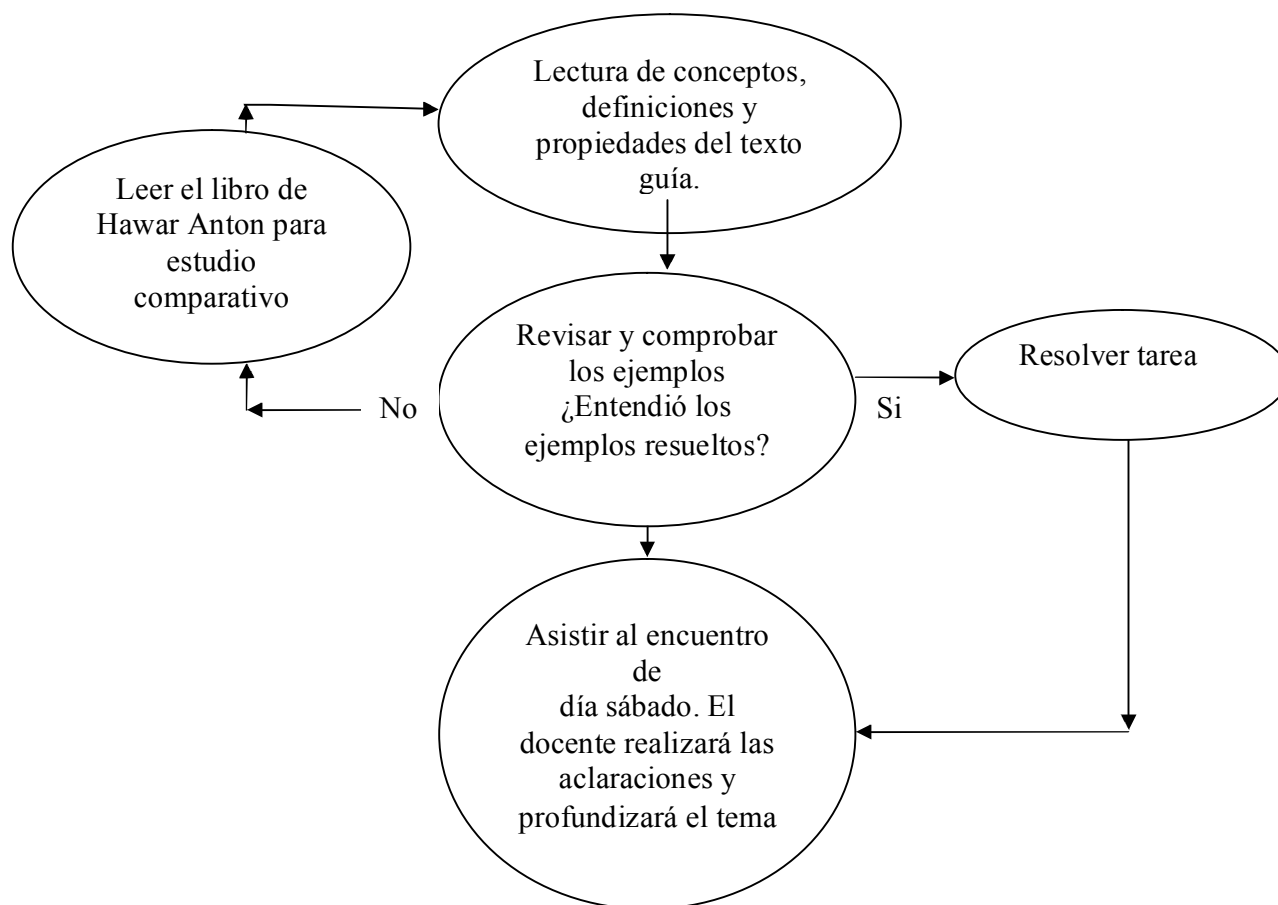 Lectura de conceptos,
definiciones y
propiedades del texto
guía.
Leer el libro de
Hawar Anton para
estudio
comparativo
Revisar y comprobar
los ejemplos
¿Entendió los
ejemplos resueltos?
No
Si
Resolver tarea
Asistir al encuentro
de
día sábado. El
docente realizará las
aclaraciones y
profundizará el tema